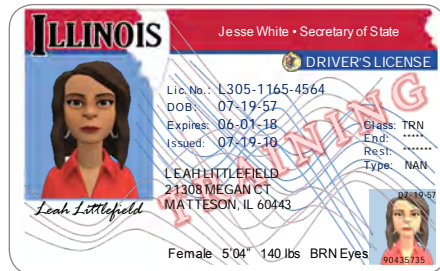 ILLINOIS
Jesse White • Secretary of State
DRIVER'S LICENSE
Lic. No.: L305-1165-4564
DOB: 07-19-57
Expires: 06-01-18
Issued: 07-19-10
Class: TRN
End: *****
Rest: *******
Type: NAN
TRAINING
LEAH LITTLEFIELD
21308 MEGAN CT
MATTESON, IL 60443
Leah Littlefield
Female 5'04" 140 lbs BRN Eyes
07-19-57
90435735